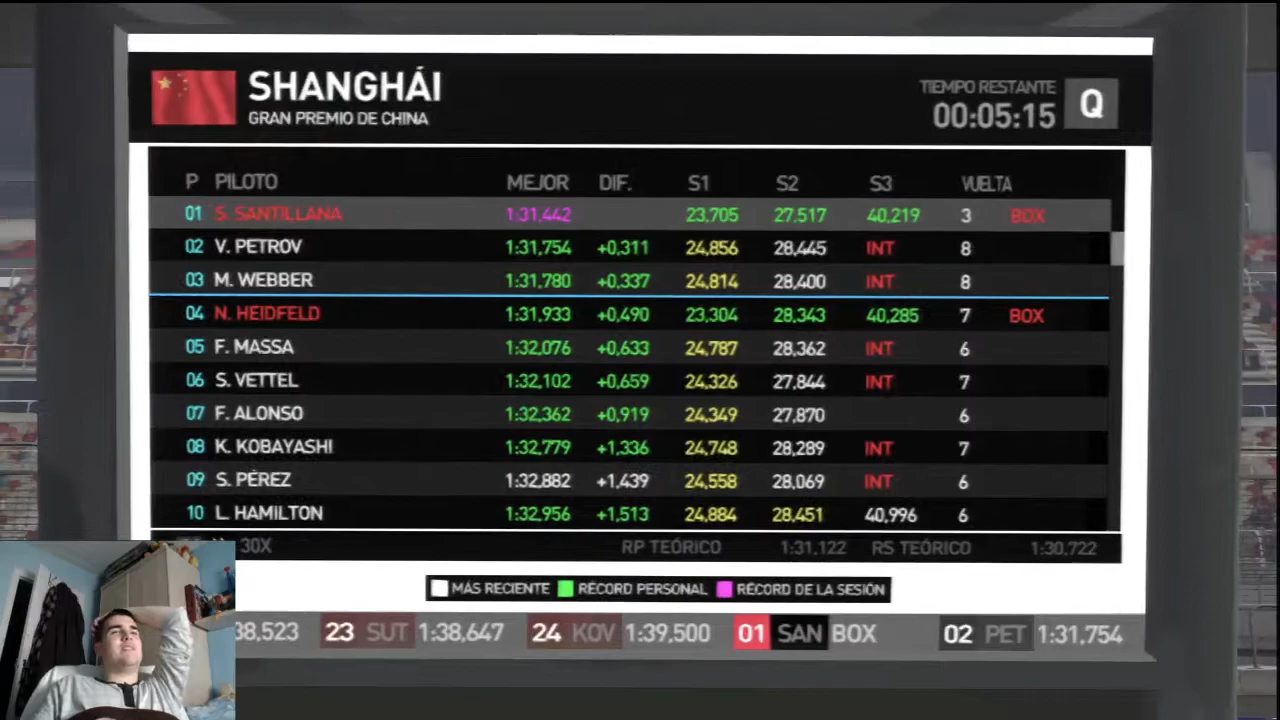 SHANGHÁI
GRAN PREMIO DE CHINA
TIEMPO RESTANTE
00:05:15
Q
P PILOTO MEJOR DIF. S1 S2 S3 VUELTA
01 S. SANTILLANA 1:31,442 23,705 27,517 40,219 3 BOX
02 V. PETROV 1:31,754 +0,311 24,856 28,445 INT 8
03 M. WEBBER 1:31,780 +0,337 24,814 28,400 INT 8
04 N. HEIDFELD 1:31,933 +0,490 23,304 28,343 40,285 7 BOX
05 F. MASSA 1:32,076 +0,633 24,787 28,362 INT 6
06 S. VETTEL 1:32,102 +0,659 24,326 27,844 INT 7
07 F. ALONSO 1:32,362 +0,919 24,349 27,870 6
08 K. KOBAYASHI 1:32,779 +1,336 24,748 28,289 INT 7
09 S. PÉREZ 1:32,882 +1,439 24,558 28,069 INT 6
10 L. HAMILTON 1:32,956 +1,513 24,884 28,451 40,996 6
30X RP TEÓRICO 1:31,122 RS TEÓRICO 1:30,722
MÁS RECIENTE RÉCORD PERSONAL RÉCORD DE LA SESIÓN
38,523 23 SUT 1:38,647 24 KOV 1:39,500 01 SAN BOX 02 PET 1:31,754